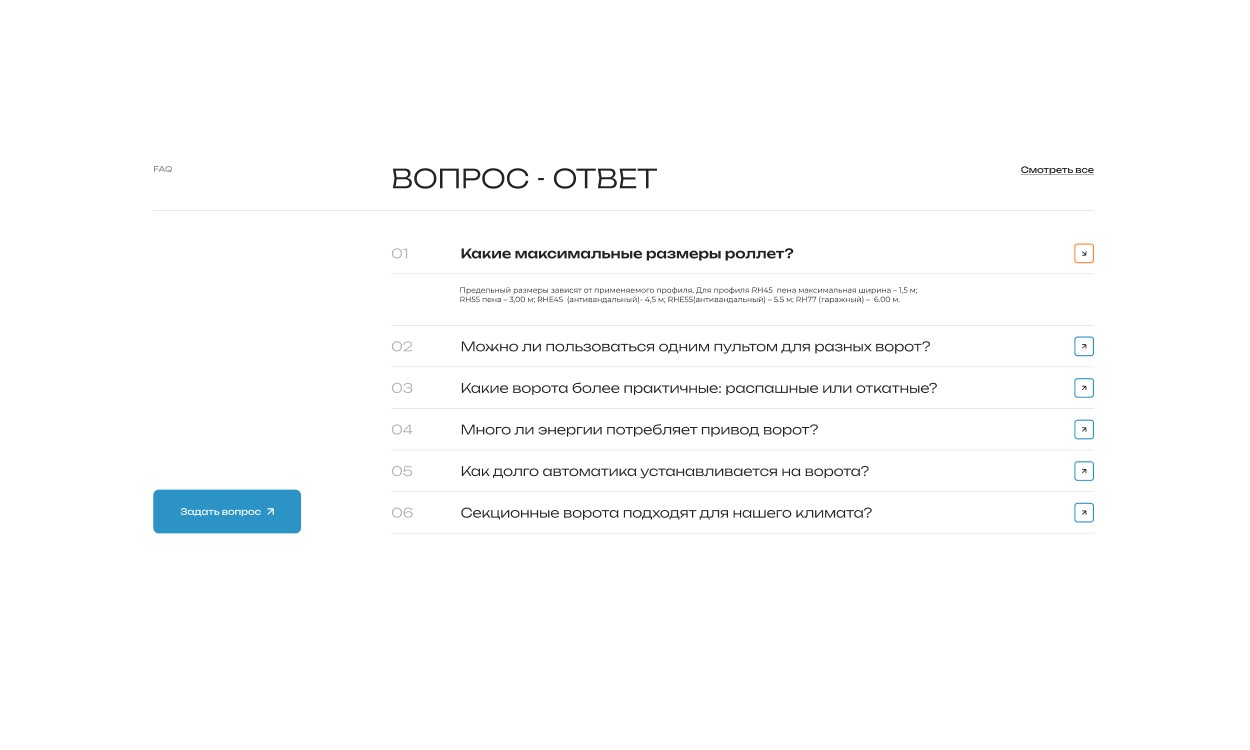 FAQ
ВОПРОС - ОТВЕТ
Смотреть все
01
Какие максимальные размеры роллет?
Предельный размеры зависят от применяемого профиля. Для профиля RH45 пена максимальная ширина – 1,5 м;
RH55 пена – 3,00 м; RHE45 (антивандальный)- 4,5 м; RHE55(антивандальный) – 5.5 м; RH77 (гаражный) – 6.00 м.
02
Можно ли пользоваться одним пультом для разных ворот?
03
Какие ворота более практичные: распашные или откатные?
04
Много ли энергии потребляет привод ворот?
05
Как долго автоматика устанавливается на ворота?
06
Секционные ворота подходят для нашего климата?
Задать вопрос